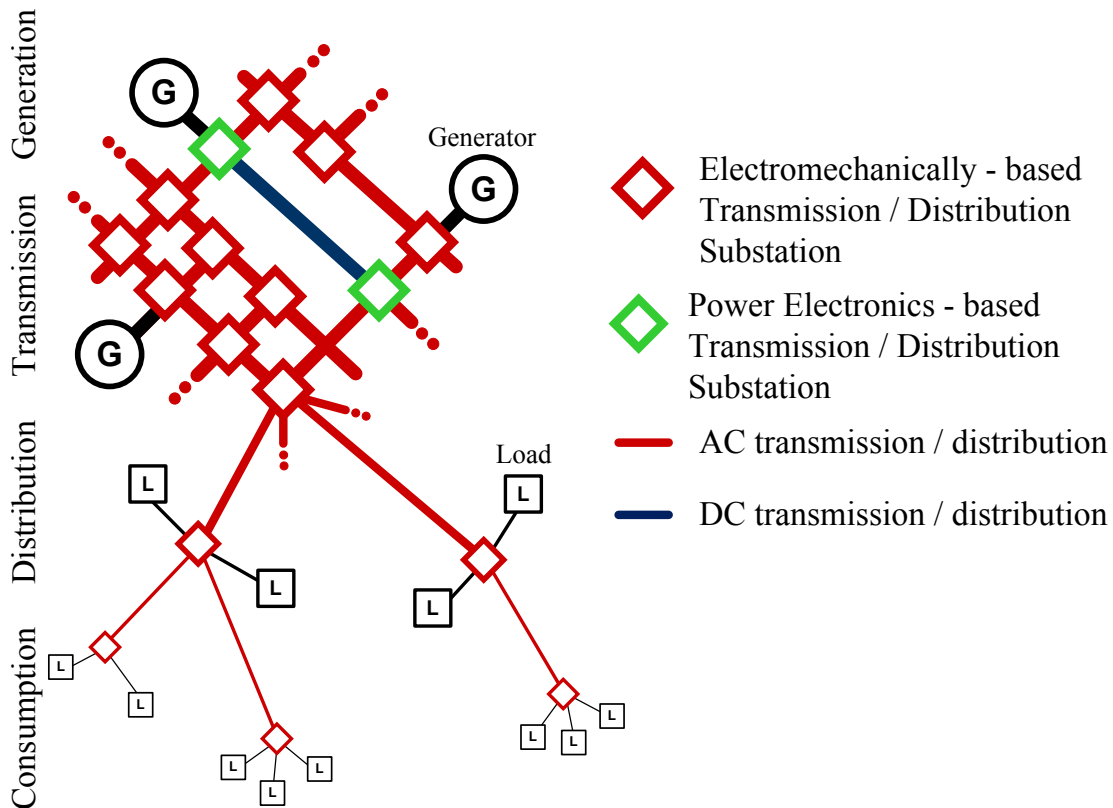 Generation
Transmission
Distribution
Consumption
G
Generator
G
G
Load
L
L
L
L
L
L
L
L
L
L
L
L
Electromechanically - based
Transmission / Distribution
Substation
Power Electronics - based
Transmission / Distribution
Substation
AC transmission / distribution
DC transmission / distribution